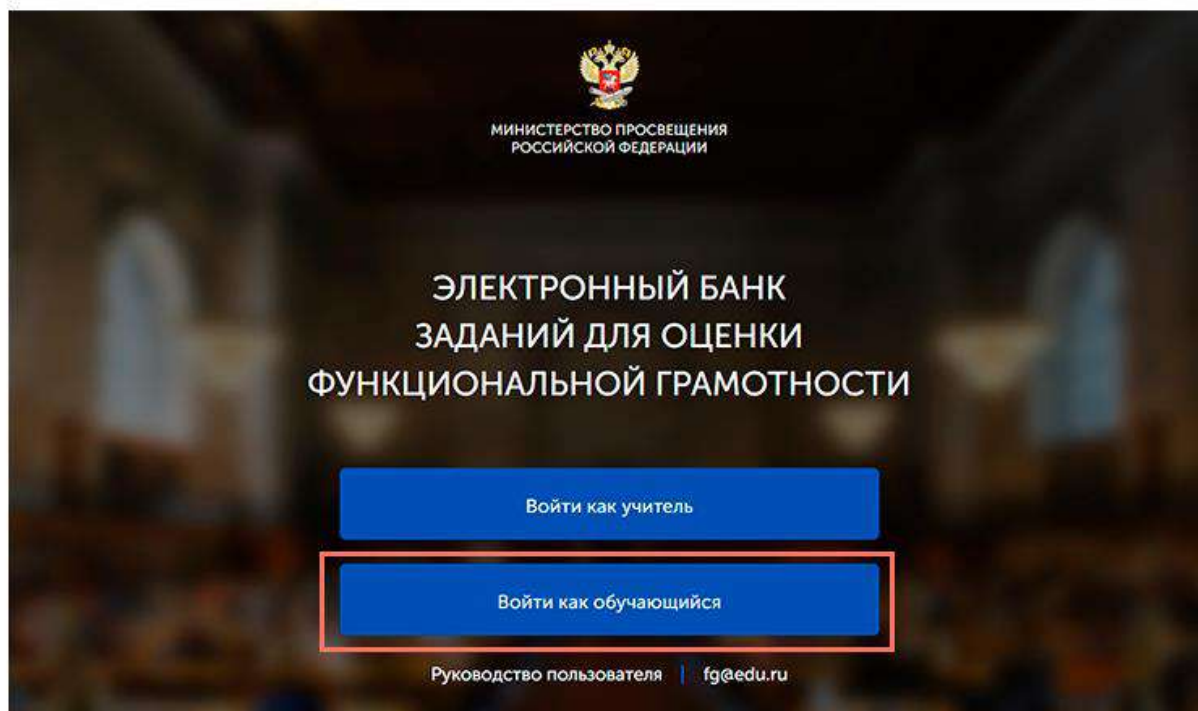 МИНИСТЕРСТВО ПРОСВЕЩЕНИЯ
РОССИЙСКОЙ ФЕДЕРАЦИИ
ЭЛЕКТРОННЫЙ БАНК
ЗАДАНИЙ ДЛЯ ОЦЕНКИ
ФУНКЦИОНАЛЬНОЙ ГРАМОТНОСТИ
Войти как учитель
Войти как обучающийся
Руководство пользователя | fg@edu.ru